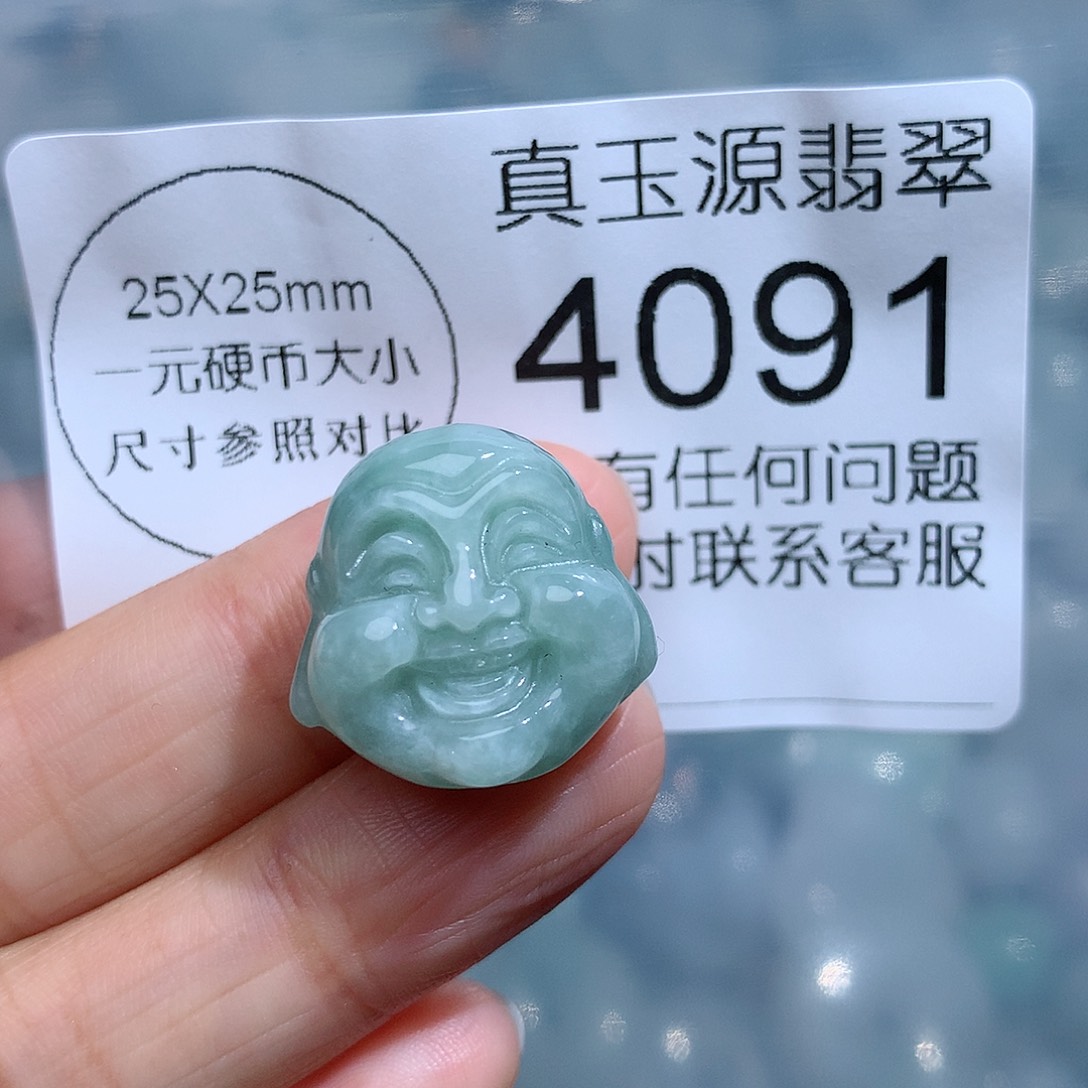 真玉源翡翠
4091
有任何问题
时联系客服
25X25mm
一元硬币大小
尺寸参照对比